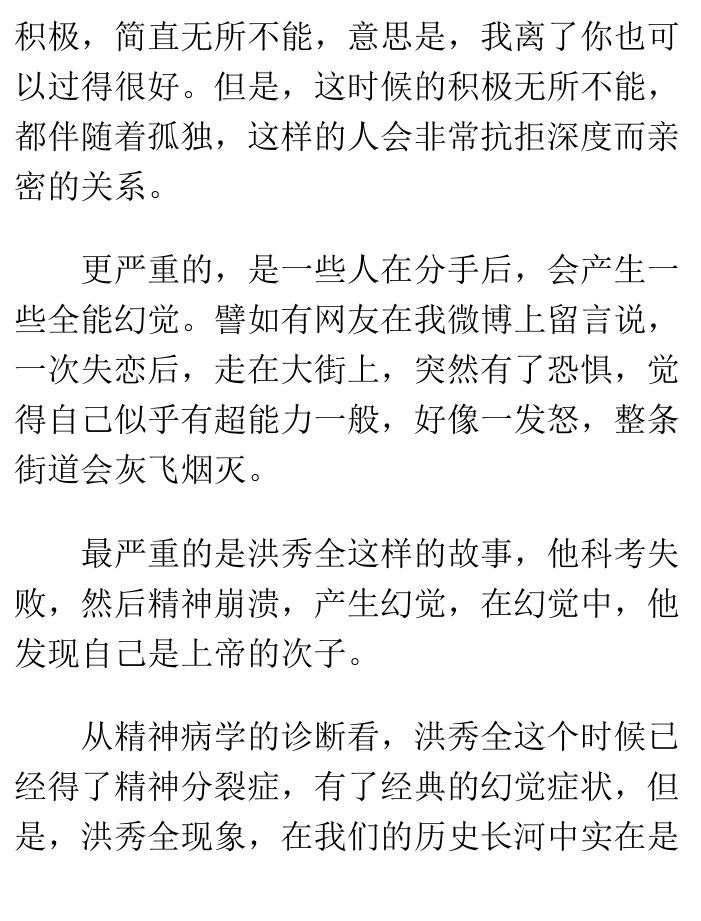 积极，简直无所不能，意思是，我离了你也可
以过得很好。但是，这时候的积极无所不能，
都伴随着孤独，这样的人会非常抗拒深度而亲
密的关系。
更严重的，是一些人在分手后，会产生一
些全能幻觉。譬如有网友在我微博上留言说，
一次失恋后，走在大街上，突然有了恐惧，觉
得自己似乎有超能力一般，好像一发怒，整条
街道会灰飞烟灭。
最严重的是洪秀全这样的故事，他科考失
败，然后精神崩溃，产生幻觉，在幻觉中，他
发现自己是上帝的次子。
从精神病学的诊断看，洪秀全这个时候已
经得了精神分裂症，有了经典的幻觉症状，但
是，洪秀全现象，在我们的历史长河中实在是